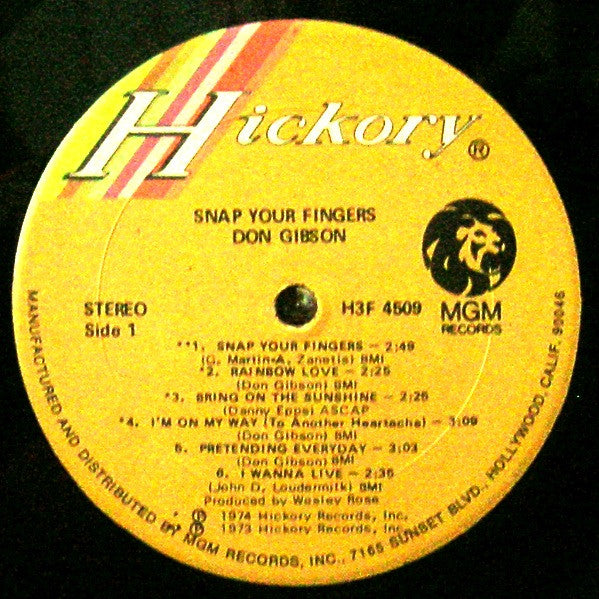 Hickory®
SNAP YOUR FINGERS
DON GIBSON
STEREO
Side 1
H3F 4509
MGM
RECORDS
**1. SNAP YOUR FINGERS — 2:49
(G. Martin-A. Zanetis) BMI
*2. RAINBOW LOVE — 2:25
(Don Gibson) BMI
*3. BRING ON THE SUNSHINE — 2:25
(Danny Epps) ASCAP
*4. I'M ON MY WAY (To Another Heartache) — 3:09
(Don Gibson) BMI
5. PRETENDING EVERYDAY — 3:03
(Don Gibson) BMI
6. I WANNA LIVE — 2:35
(John D. Loudermilk) BMI
Produced by Wesley Rose
℗ 1974 Hickory Records, Inc.
* ℗ 1973 Hickory Records, Inc.
MANUFACTURED AND DISTRIBUTED BY MGM RECORDS, INC., 7165 SUNSET BLVD., HOLLYWOOD, CALIF. 90046